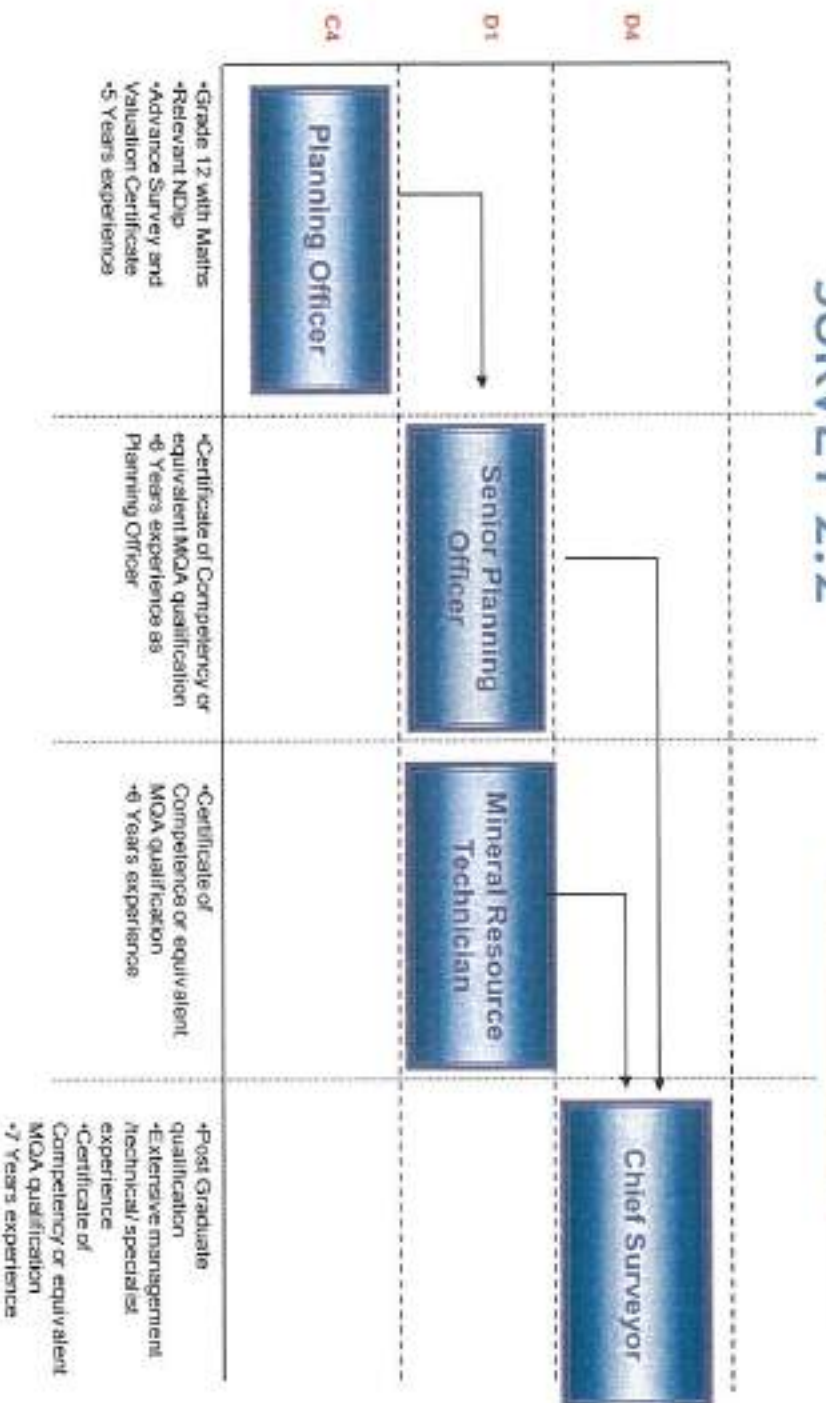 SURVEY 2.2
D4
D1
C4
Planning Officer
Senior Planning
Officer
Mineral Resource
Technician
Chief Surveyor
•Grade 12 with Maths
•Relevant NDip
•Advance Survey and
Valuation Certificate
•5 Years experience
•Certificate of Competency or
equivalent MQA qualification
•6 Years experience as
Planning Officer
•Certificate of
Competence or equivalent
MQA qualification
•6 Years experience
•Post Graduate
qualification
•Extensive management
/technical/ specialist
experience
•Certificate of
Competency or equivalent
MQA qualification
•7 Years experience